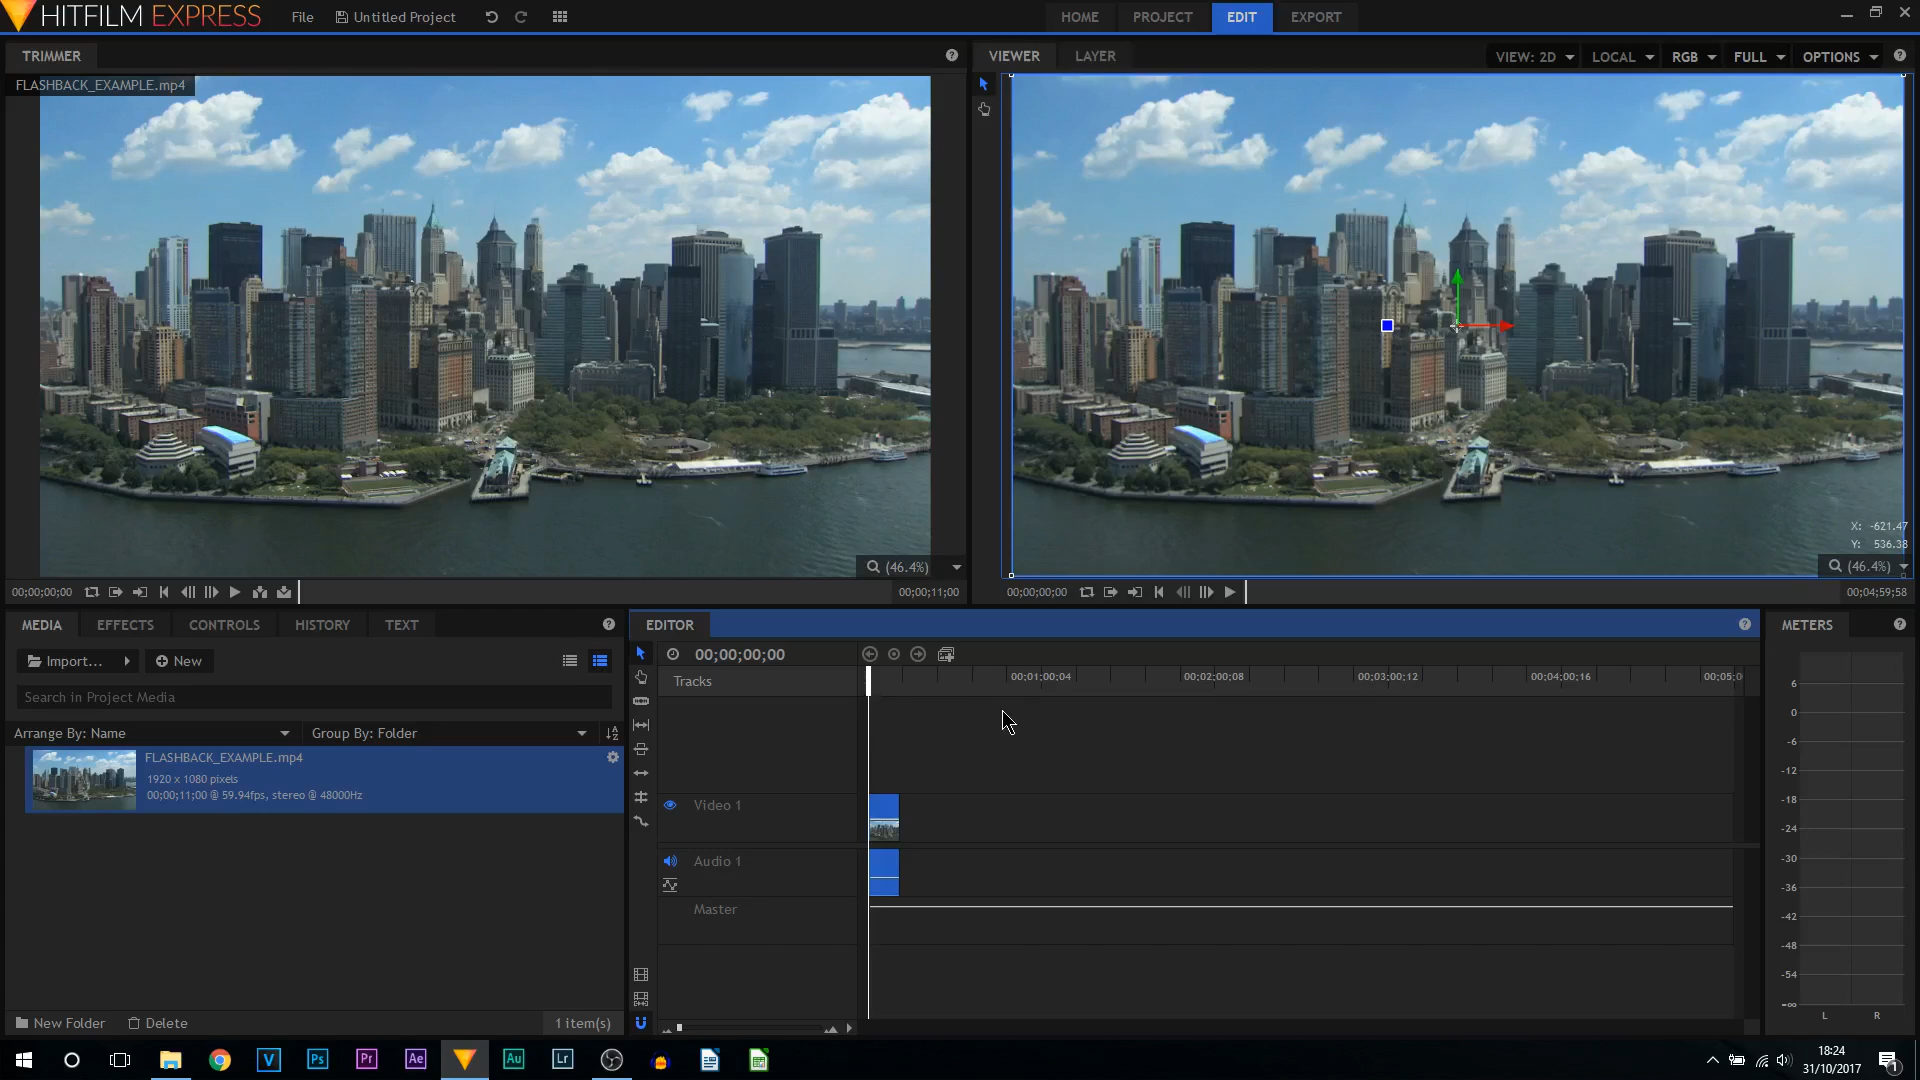 HITFILM EXPRESS
File
Untitled Project
HOME
PROJECT
EDIT
EXPORT
TRIMMER
VIEWER
LAYER
VIEW: 2D
LOCAL
RGB
FULL
OPTIONS
FLASHBACK_EXAMPLE.mp4
X: -621.47
Y: 536.38
(46.4%)
(46.4%)
00;00;00;00
00;00;11;00
00;00;00;00
00;04;59;58
MEDIA
EFFECTS
CONTROLS
HISTORY
TEXT
EDITOR
METERS
Import...
New
00;00;00;00
Search in Project Media
Tracks
00;01;00;04
00;02;00;08
00;03;00;12
00;04;00;16
00;05;0
Arrange By: Name
Group By: Folder
FLASHBACK_EXAMPLE.mp4
1920 x 1080 pixels
00;00;11;00 @ 59.94fps, stereo @ 48000Hz
Video 1
Audio 1
Master
6
0
-6
-12
-18
-24
-30
-36
-42
-48
-54
-∞
L
R
New Folder
Delete
1 item(s)
V
Ps
Pr
Ae
Au
Lr
18:24
31/10/2017
1